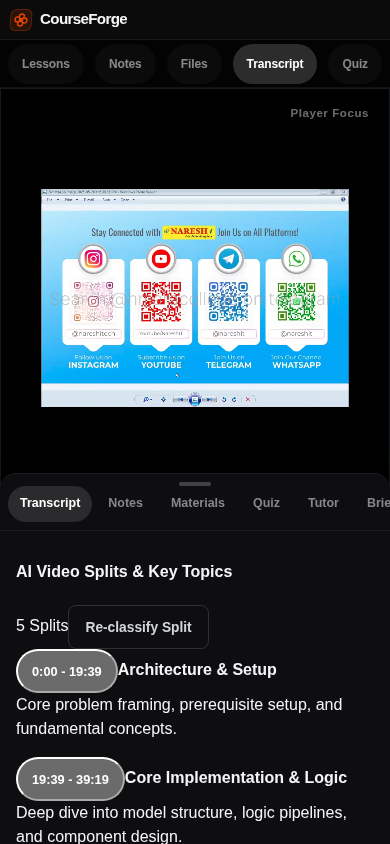 CourseForge
Lessons
Notes
Files
Transcript
Quiz
Player Focus
Stay Connected with NARESH i Join Us on All Platforms!
@nareshitech
@nareshit
@nareshit
Follow us on
INSTAGRAM
Subscribe us on
YOUTUBE
Join Us on
TELEGRAM
Join Our Channel
WHATSAPP
Transcript
Notes
Materials
Quiz
Tutor
Brie
AI Video Splits & Key Topics
5 Splits
Re-classify Split
0:00 - 19:39
Architecture & Setup
Core problem framing, prerequisite setup, and
fundamental concepts.
19:39 - 39:19
Core Implementation & Logic
Deep dive into model structure, logic pipelines,
and component design.